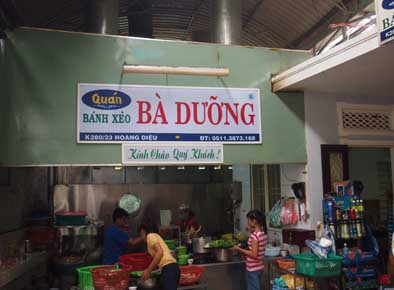 Quán
BÁNH XÈO
BÀ DƯỠNG
K280/23 HOÀNG DIỆU
ĐT: 0511.3873.168
Kính Chào Quý Khách!